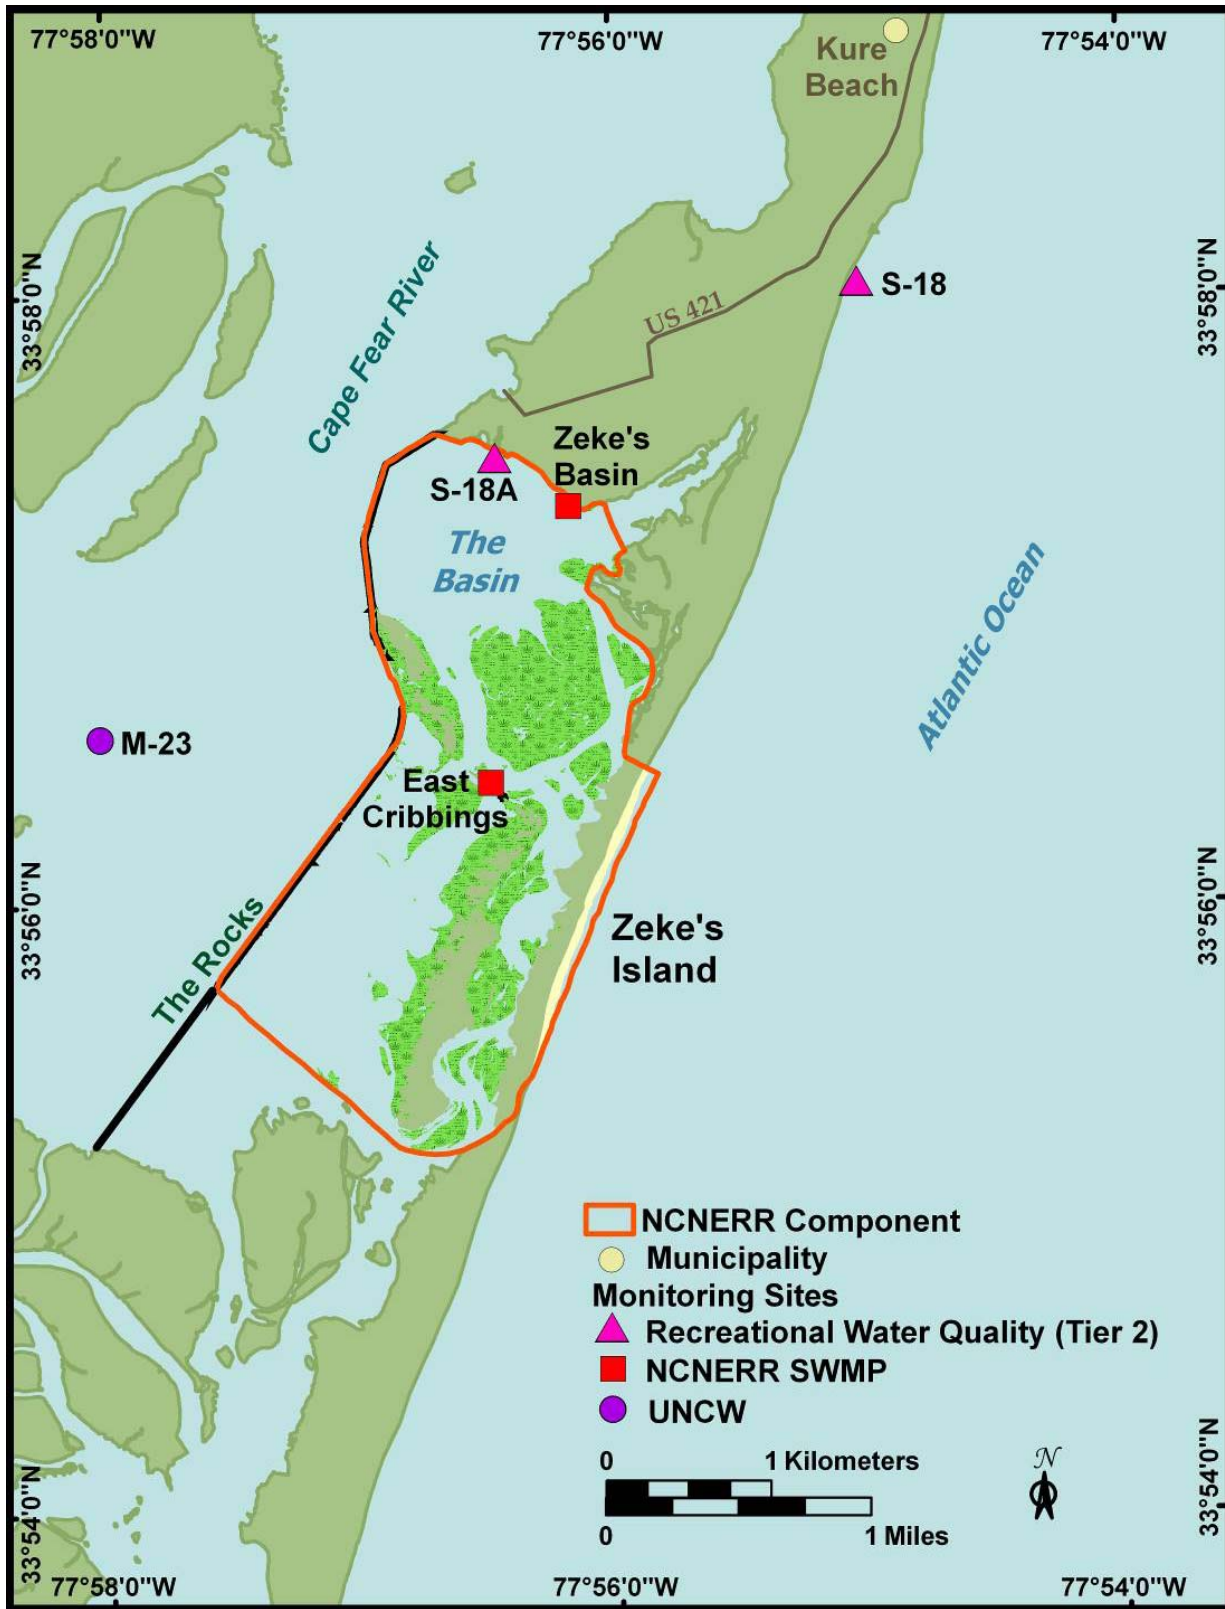 77°58'0"W
77°56'0"W
77°54'0"W
Kure
Beach
33°58'0"N
33°58'0"N
Cape Fear River
S-18
US 421
Zeke's
Basin
S-18A
The
Basin
Atlantic Ocean
M-23
East
Cribbings
33°56'0"N
33°56'0"N
The Rocks
Zeke's
Island
NCNERR Component
Municipality
Monitoring Sites
Recreational Water Quality (Tier 2)
NCNERR SWMP
UNCW
0 1 Kilometers
N
0 1 Miles
33°54'0"N
33°54'0"N
77°58'0"W
77°56'0"W
77°54'0"W